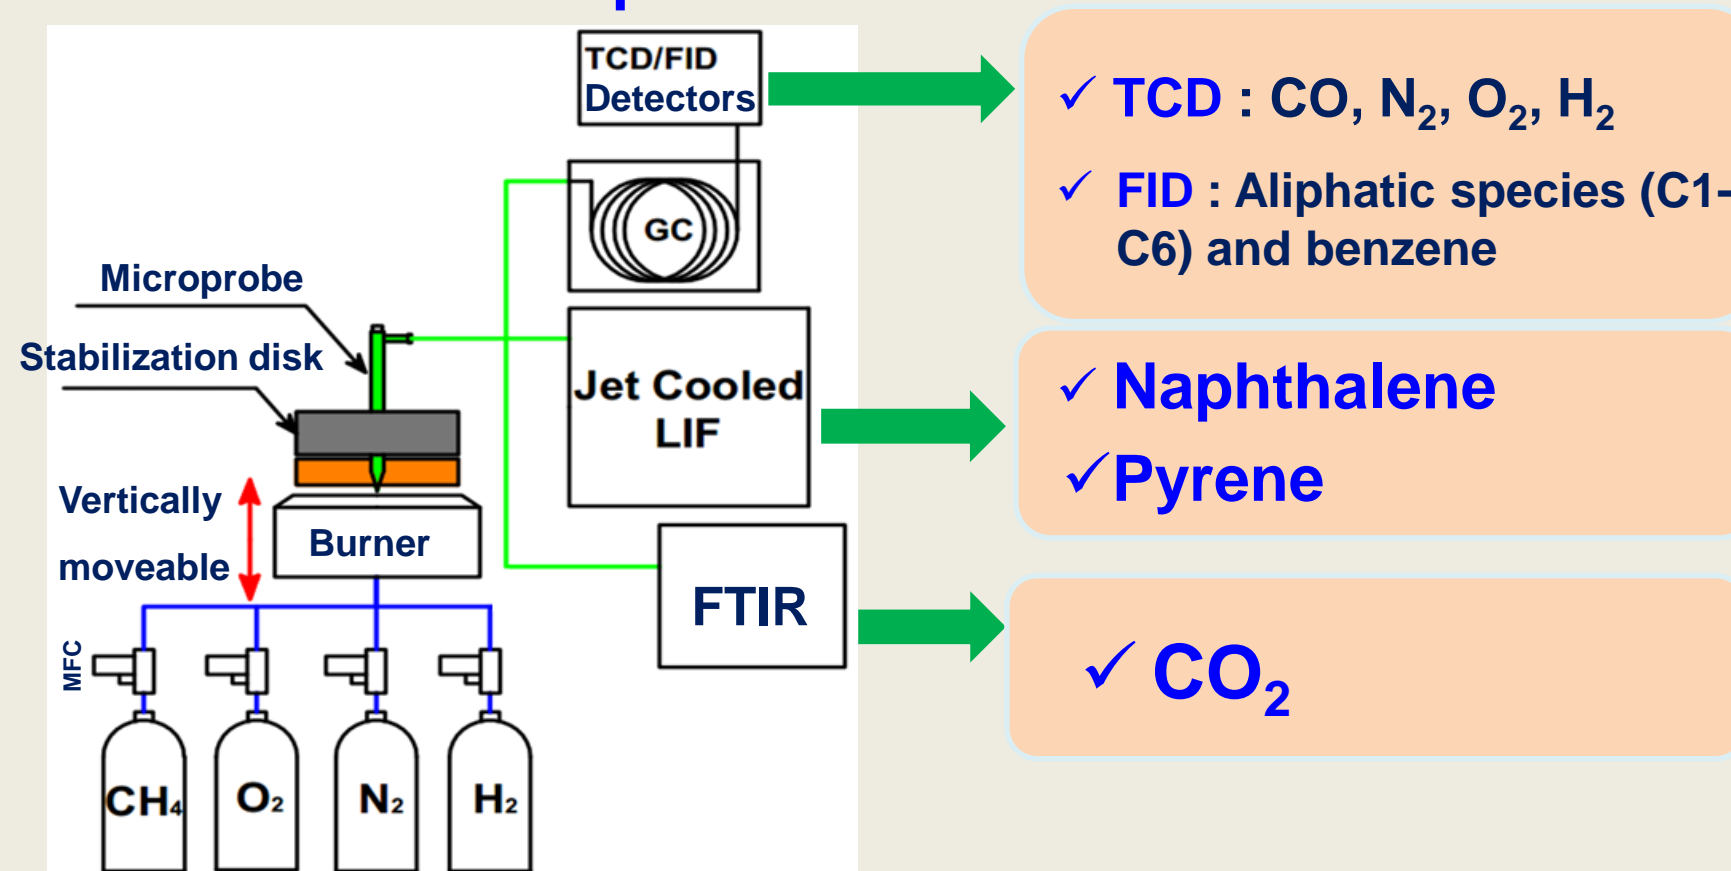 TCD/FID
Detectors
GC
Microprobe
Stabilization disk
Jet Cooled
LIF
Vertically
moveable
Burner
FTIR
MFC
CH₄
O₂
N₂
H₂
✓ TCD : CO, N₂, O₂, H₂
✓ FID : Aliphatic species (C1-
C6) and benzene
✓ Naphthalene
✓ Pyrene
✓ CO₂